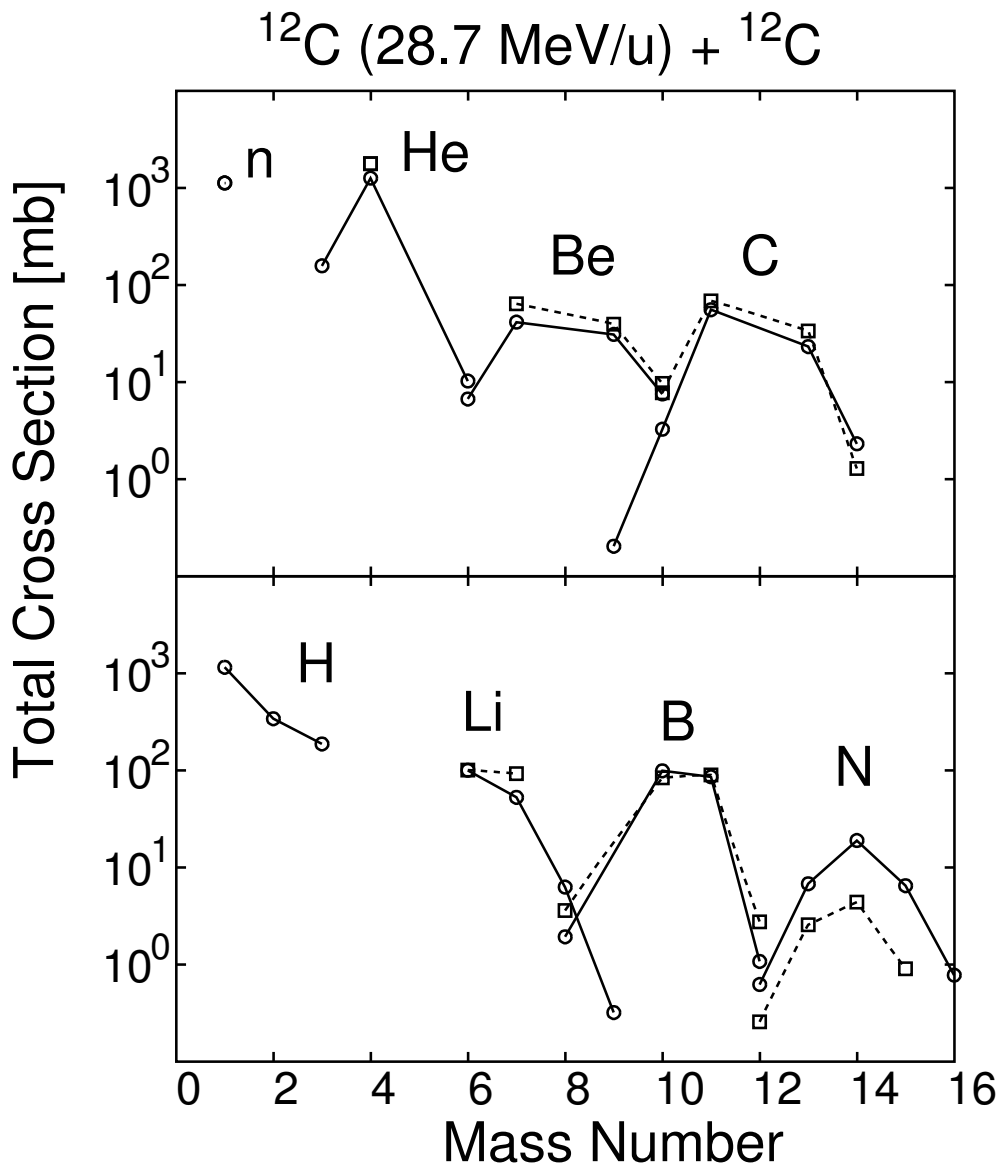 ¹²C (28.7 MeV/u) + ¹²C
Total Cross Section [mb]
n
He
Be
C
10³
10²
10¹
10⁰
H
Li
B
N
10³
10²
10¹
10⁰
0 2 4 6 8 10 12 14 16
Mass Number